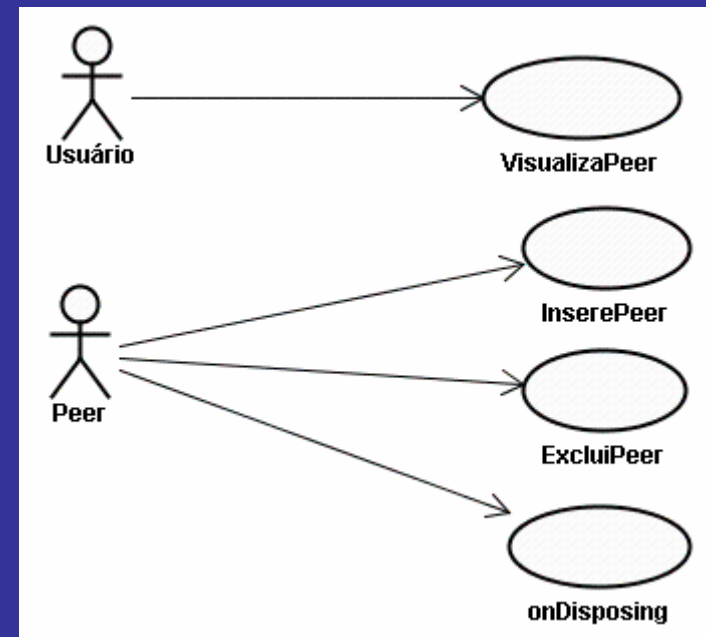 Usuário
VisualizaPeer
InserePeer
Peer
ExcluiPeer
onDisposing